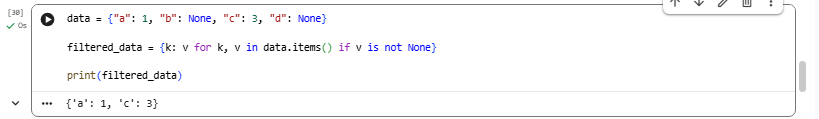 [30]
0s
data = {"a": 1, "b": None, "c": 3, "d": None}
filtered_data = {k: v for k, v in data.items() if v is not None}
print(filtered_data)
{'a': 1, 'c': 3}